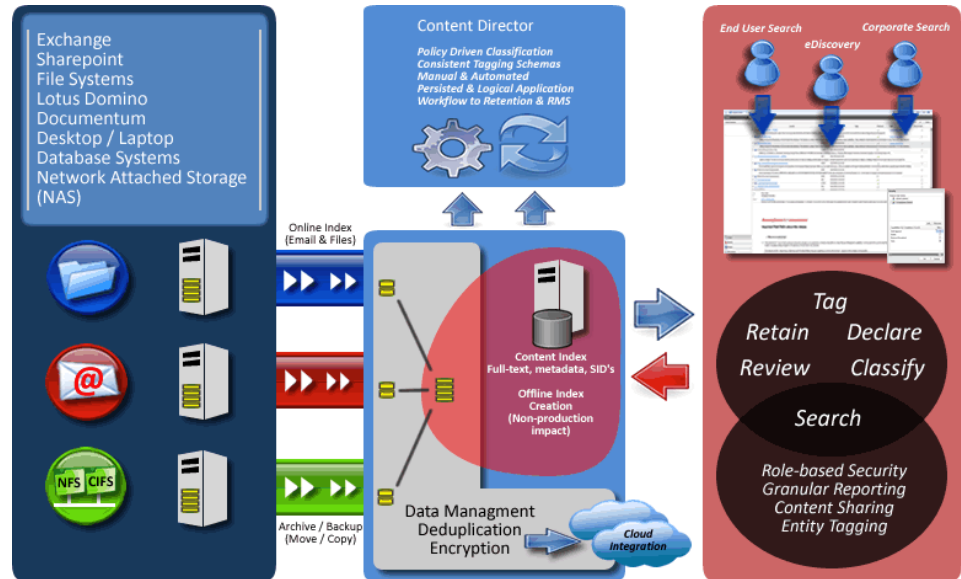 Exchange
Sharepoint
File Systems
Lotus Domino
Documentum
Desktop / Laptop
Database Systems
Network Attached Storage
(NAS)
@
NFS CIFS
Online Index
(Email & Files)
Archive / Backup
(Move / Copy)
Content Director
Policy Driven Classification
Consistent Tagging Schemas
Manual & Automated
Persisted & Logical Application
Workflow to Retention & RMS
Content Index
Full-text, metadata, SID's
Offline Index
Creation
(Non-production
impact)
Data Managment
Deduplication
Encryption
Cloud
Integration
End User Search
eDiscovery
Corporate Search
Tag
Retain Declare
Review Classify
Search
Role-based Security
Granular Reporting
Content Sharing
Entity Tagging